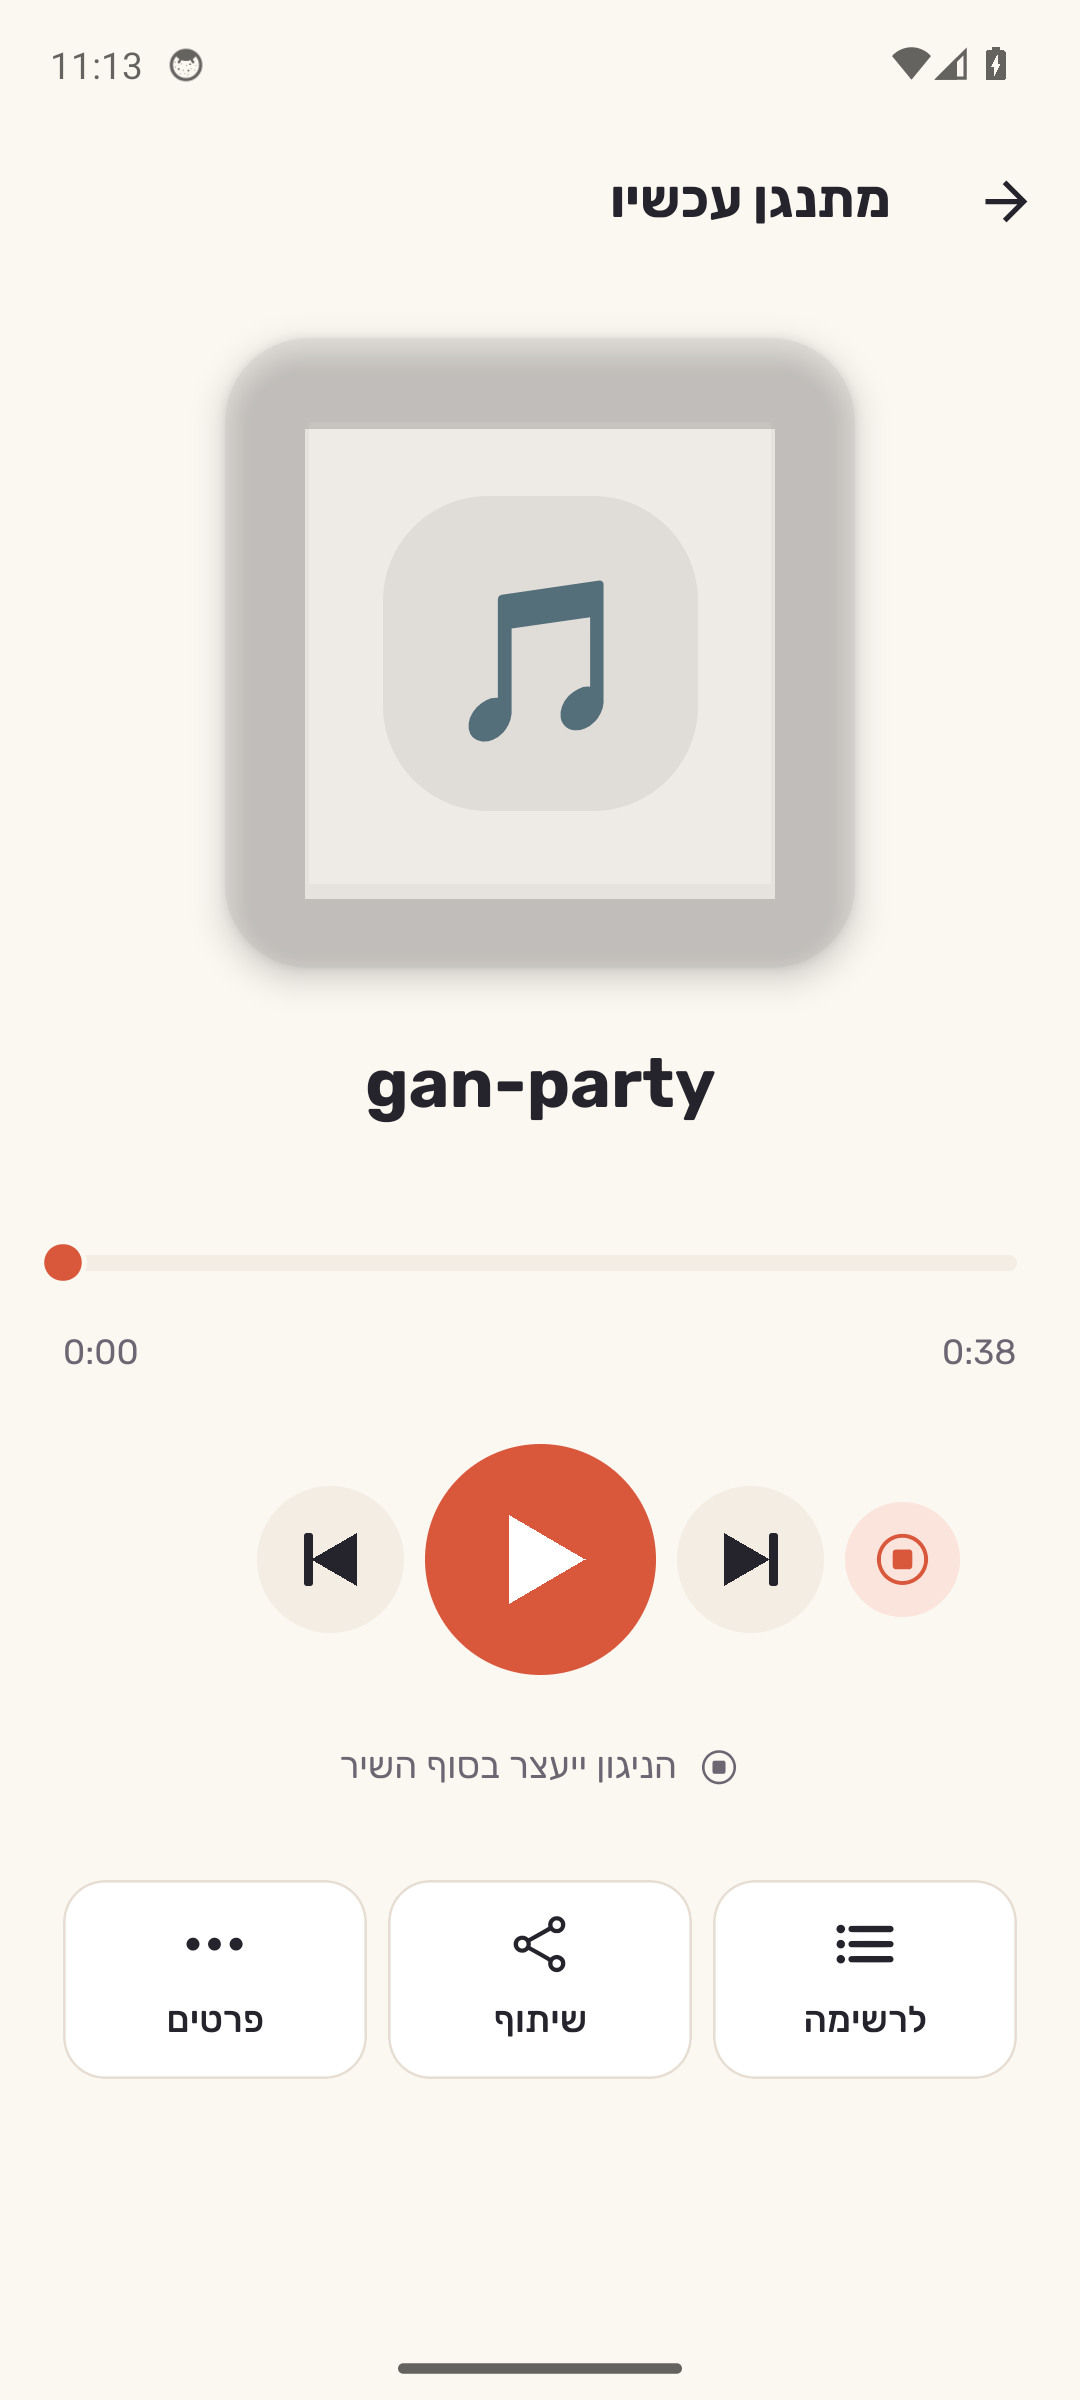 11:13
מתנגן עכשיו
gan-party
0:00 0:38
הניגון ייעצר בסוף השיר
לרשימה שיתוף פרטים